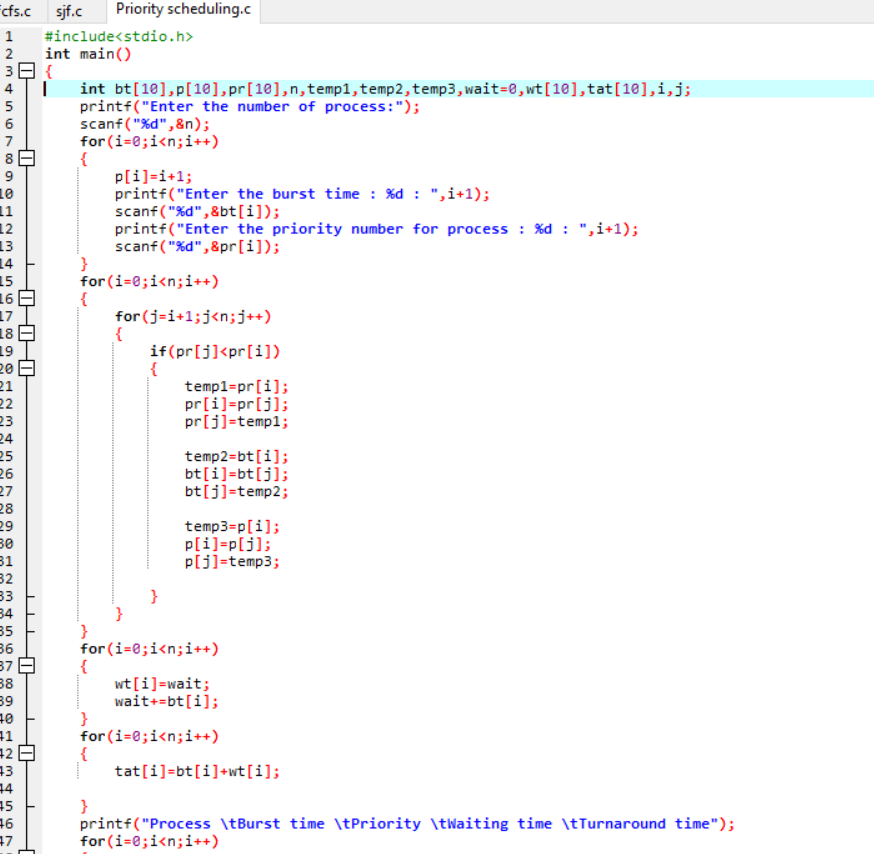 cfs.c sjf.c Priority scheduling.c
1 #include<stdio.h>
2 int main()
3 {
4 int bt[10],p[10],pr[10],n,temp1,temp2,temp3,wait=0,wt[10],tat[10],i,j;
5 printf("Enter the number of process:");
6 scanf("%d",&n);
7 for(i=0;i<n;i++)
8 {
9 p[i]=i+1;
10 printf("Enter the burst time : %d : ",i+1);
11 scanf("%d",&bt[i]);
12 printf("Enter the priority number for process : %d : ",i+1);
13 scanf("%d",&pr[i]);
14 }
15 for(i=0;i<n;i++)
16 {
17 for(j=i+1;j<n;j++)
18 {
19 if(pr[j]<pr[i])
20 {
21 temp1=pr[i];
22 pr[i]=pr[j];
23 pr[j]=temp1;
24
25 temp2=bt[i];
26 bt[i]=bt[j];
27 bt[j]=temp2;
28
29 temp3=p[i];
30 p[i]=p[j];
31 p[j]=temp3;
32
33 }
34 }
35 }
36 for(i=0;i<n;i++)
37 {
38 wt[i]=wait;
39 wait+=bt[i];
40 }
41 for(i=0;i<n;i++)
42 {
43 tat[i]=bt[i]+wt[i];
44
45 }
46 printf("Process \tBurst time \tPriority \tWaiting time \tTurnaround time");
47 for(i=0;i<n;i++)